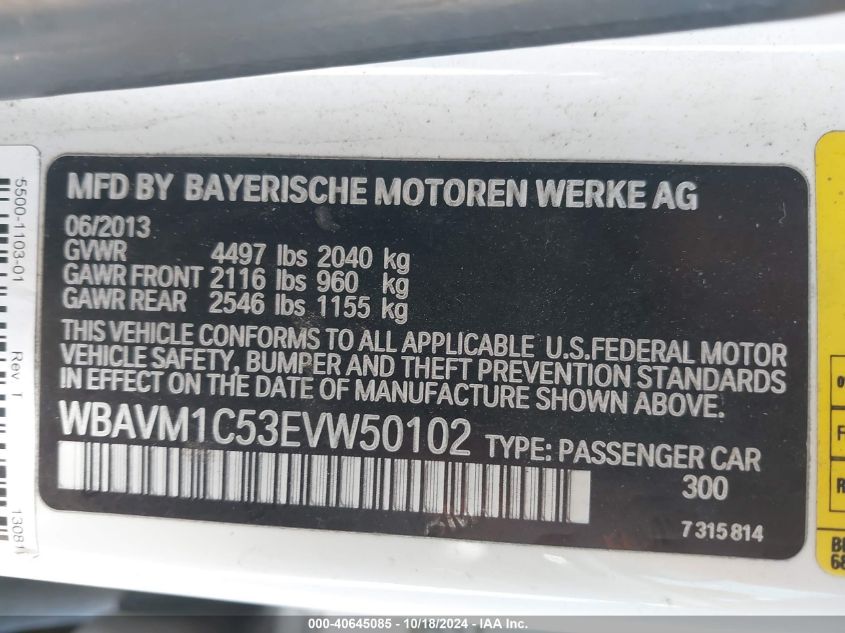 MFD BY BAYERISCHE MOTOREN WERKE AG
06/2013
GVWR 4497 lbs 2040 kg
GAWR FRONT 2116 lbs 960 kg
GAWR REAR 2546 lbs 1155 kg
THIS VEHICLE CONFORMS TO ALL APPLICABLE U.S.FEDERAL MOTOR
VEHICLE SAFETY, BUMPER AND THEFT PREVENTION STANDARDS
IN EFFECT ON THE DATE OF MANUFACTURE SHOWN ABOVE.
WBAVM1C53EVW50102 TYPE: PASSENGER CAR
300
7315814
5500-1103-01 Rev T
000-40645085 - 10/18/2024 - IAA Inc.